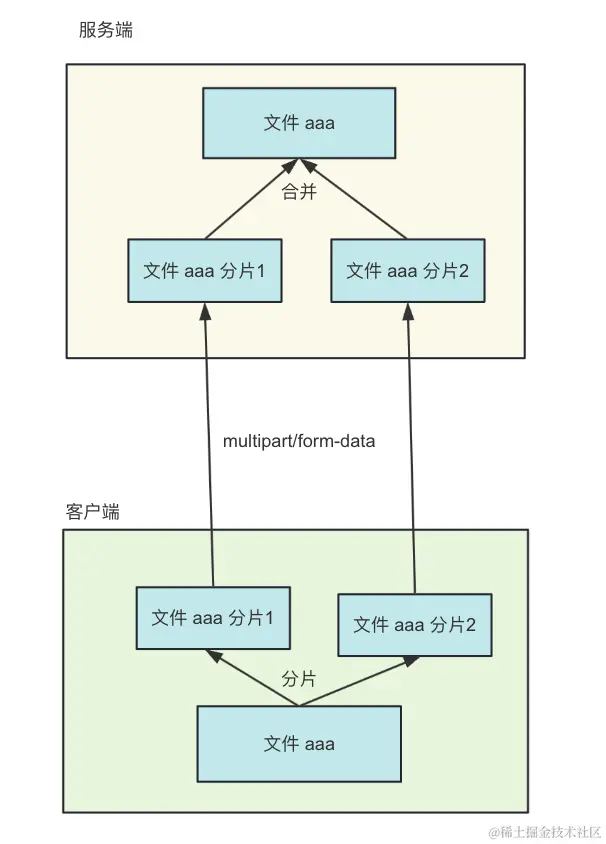 服务端
文件 aaa
合并
文件 aaa 分片1
文件 aaa 分片2
multipart/form-data
客户端
文件 aaa 分片1
文件 aaa 分片2
分片
文件 aaa
@稀土掘金技术社区